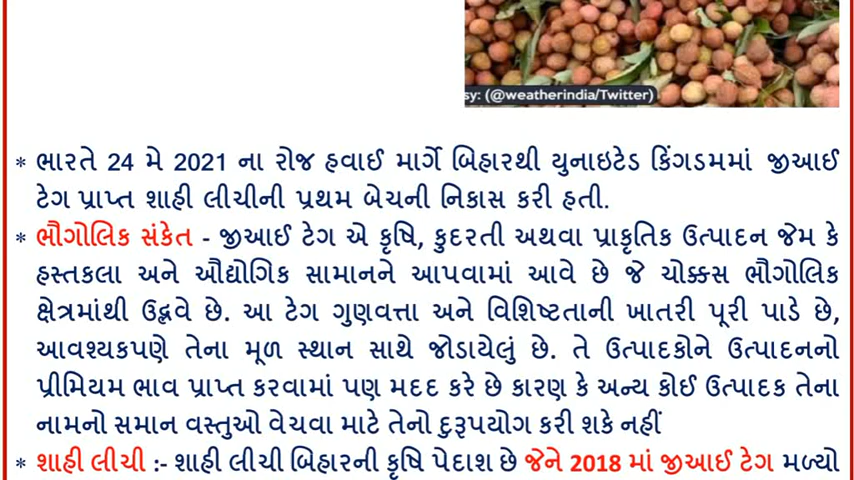 sy: (@weatherindia/Twitter)
* ભારતે 24 મે 2021 ના રોજ હવાઈ માર્ગે બિહારથી યુનાઇટેડ કિંગડમમાં જીઆઈ
ટેગ પ્રાપ્ત શાહી લીચીની પ્રથમ બેચની નિકાસ કરી હતી.
* ભૌગોલિક સંકેત - જીઆઈ ટેગ એ કૃષિ, કુદરતી અથવા પ્રાકૃતિક ઉત્પાદન જેમ કે
હસ્તકલા અને ઔદ્યોગિક સામાનને આપવામાં આવે છે જે ચોક્ક્સ ભૌગોલિક
ક્ષેત્રમાંથી ઉદ્ભવે છે. આ ટેગ ગુણવત્તા અને વિશિષ્ટતાની ખાતરી પૂરી પાડે છે,
આવશ્યકપણે તેના મૂળ સ્થાન સાથે જોડાયેલું છે. તે ઉત્પાદકોને ઉત્પાદનનો
પ્રીમિયમ ભાવ પ્રાપ્ત કરવામાં પણ મદદ કરે છે કારણ કે અન્ય કોઈ ઉત્પાદક તેના
નામનો સમાન વસ્તુઓ વેચવા માટે તેનો દુરૂપયોગ કરી શકે નહીં
* શાહી લીચી :- શાહી લીચી બિહારની કૃષિ પેદાશ છે જેને 2018 માં જીઆઈ ટેગ મળ્યો